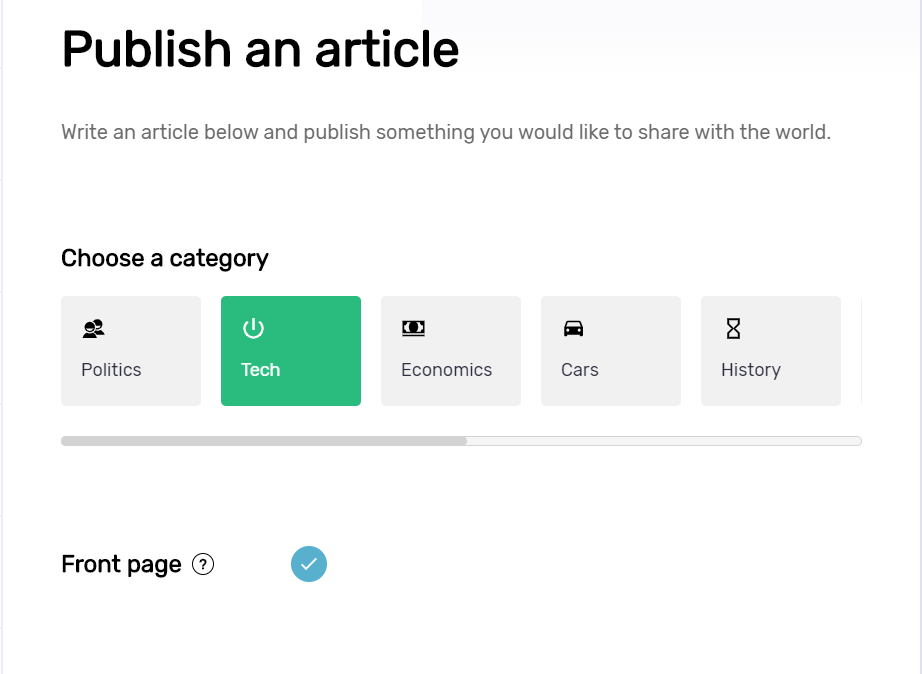 Publish an article
Write an article below and publish something you would like to share with the world.
Choose a category
Politics
Tech
Economics
Cars
History
Front page ?